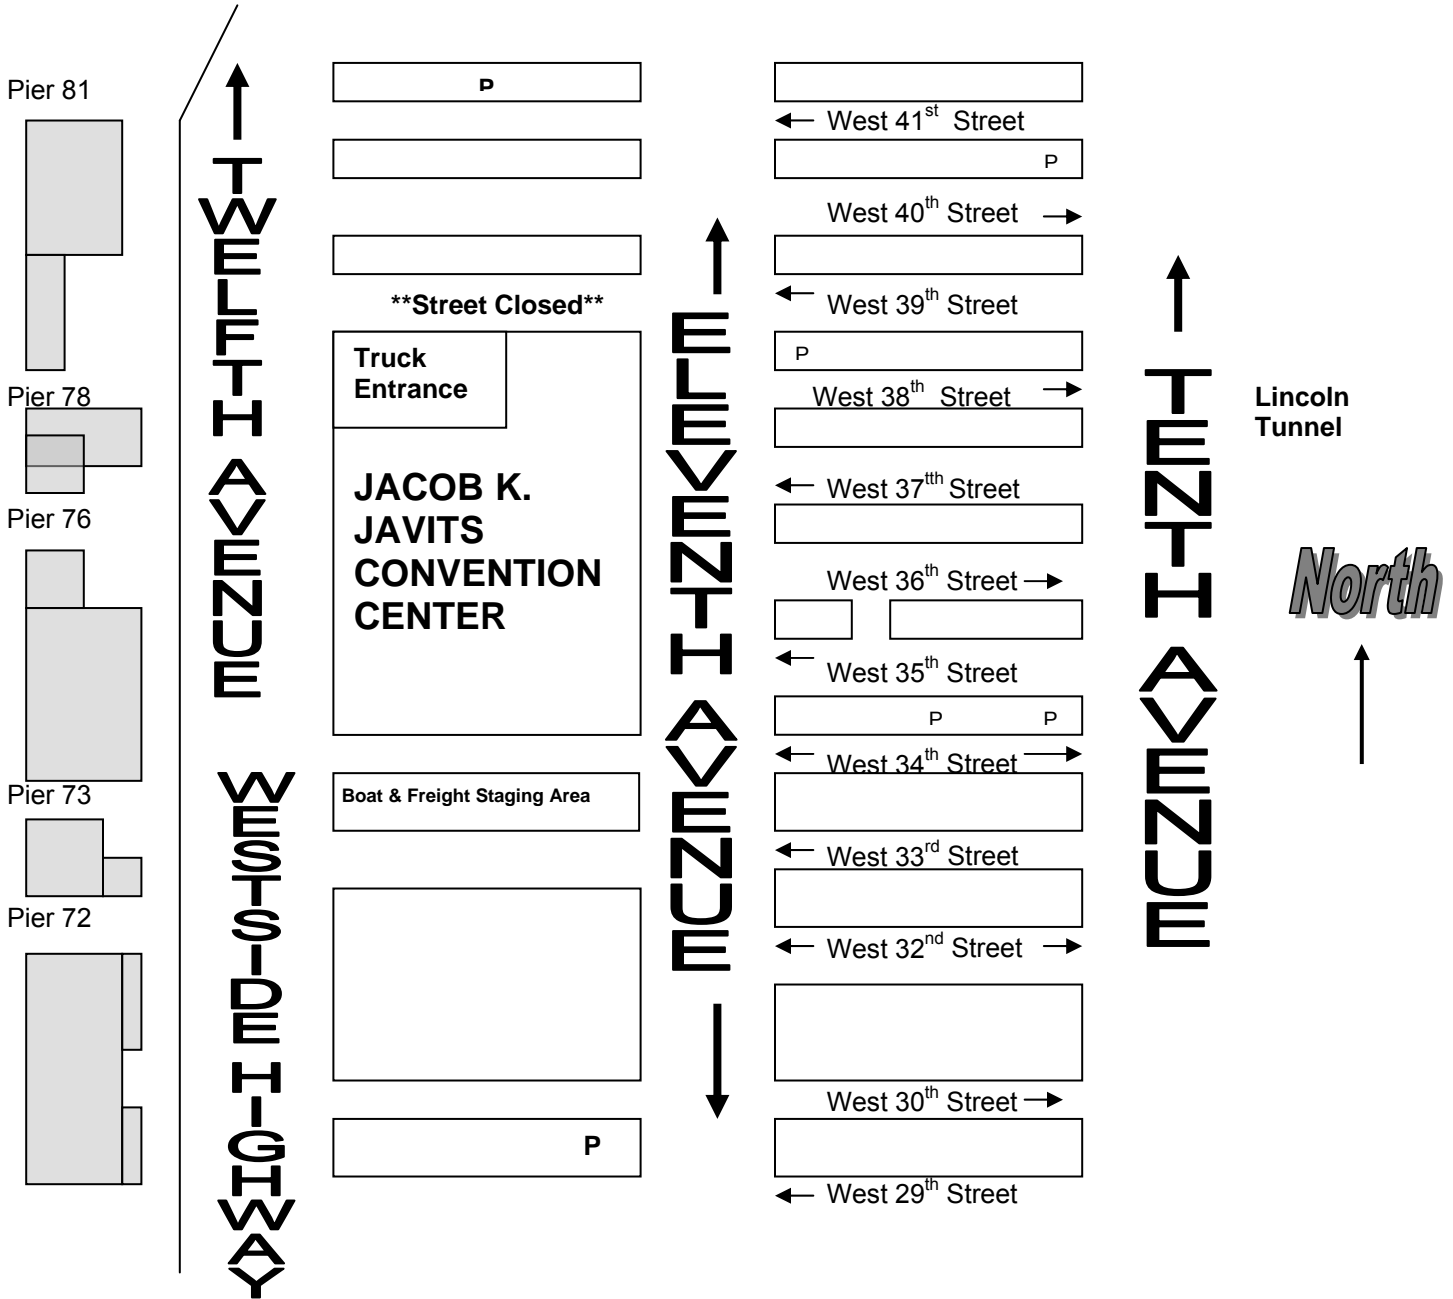 Pier 81
Pier 78
Pier 76
Pier 73
Pier 72
TWELFTH AVENUE
WESTSIDE HIGHWAY
P
**Street Closed**
Truck
Entrance
JACOB K.
JAVITS
CONVENTION
CENTER
Boat & Freight Staging Area
P
ELEVENTH AVENUE
West 41st Street
P
West 40th Street
West 39th Street
P
West 38th Street
West 37tth Street
West 36th Street
West 35th Street
P P
West 34th Street
West 33rd Street
West 32nd Street
West 30th Street
West 29th Street
TENTH AVENUE
Lincoln
Tunnel
North